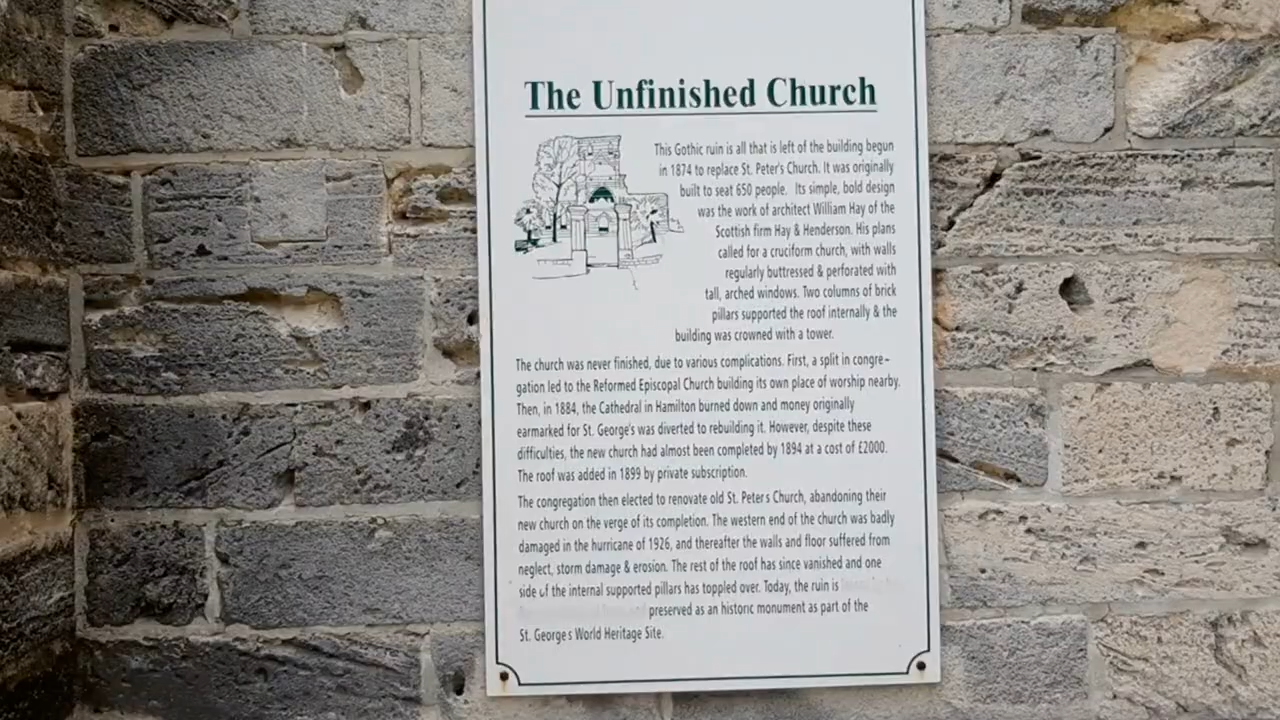 The Unfinished Church
This Gothic ruin is all that is left of the building begun
in 1874 to replace St. Peter's Church. It was originally
built to seat 650 people. Its simple, bold design
was the work of architect William Hay of the
Scottish firm Hay & Henderson. His plans
called for a cruciform church, with walls
regularly buttressed & perforated with
tall, arched windows. Two columns of brick
pillars supported the roof internally & the
building was crowned with a tower.
The church was never finished, due to various complications. First, a split in congre-
gation led to the Reformed Episcopal Church building its own place of worship nearby.
Then, in 1884, the Cathedral in Hamilton burned down and money originally
earmarked for St. George's was diverted to rebuilding it. However, despite these
difficulties, the new church had almost been completed by 1894 at a cost of £2000.
The roof was added in 1899 by private subscription.
The congregation then elected to renovate old St. Peter s Church, abandoning their
new church on the verge of its completion. The western end of the church was badly
damaged in the hurricane of 1926, and thereafter the walls and floor suffered from
neglect, storm damage & erosion. The rest of the roof has since vanished and one
side of the internal supported pillars has toppled over. Today, the ruin is
preserved as an historic monument as part of the
St. George s World Heritage Site.